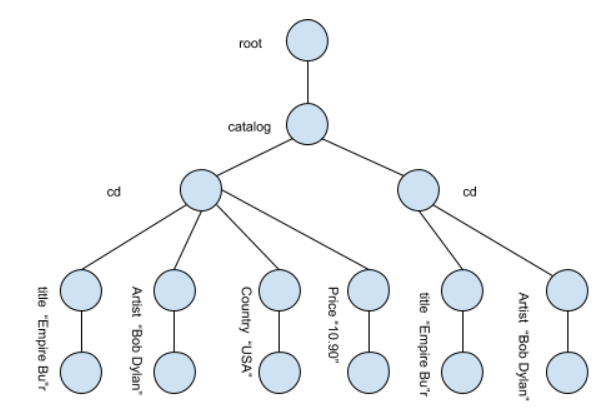 root
catalog
cd
cd
title "Empire Bu"r
Artist "Bob Dylan"
Country "USA"
Price "10.90"
title "Empire Bu"r
Artist "Bob Dylan"